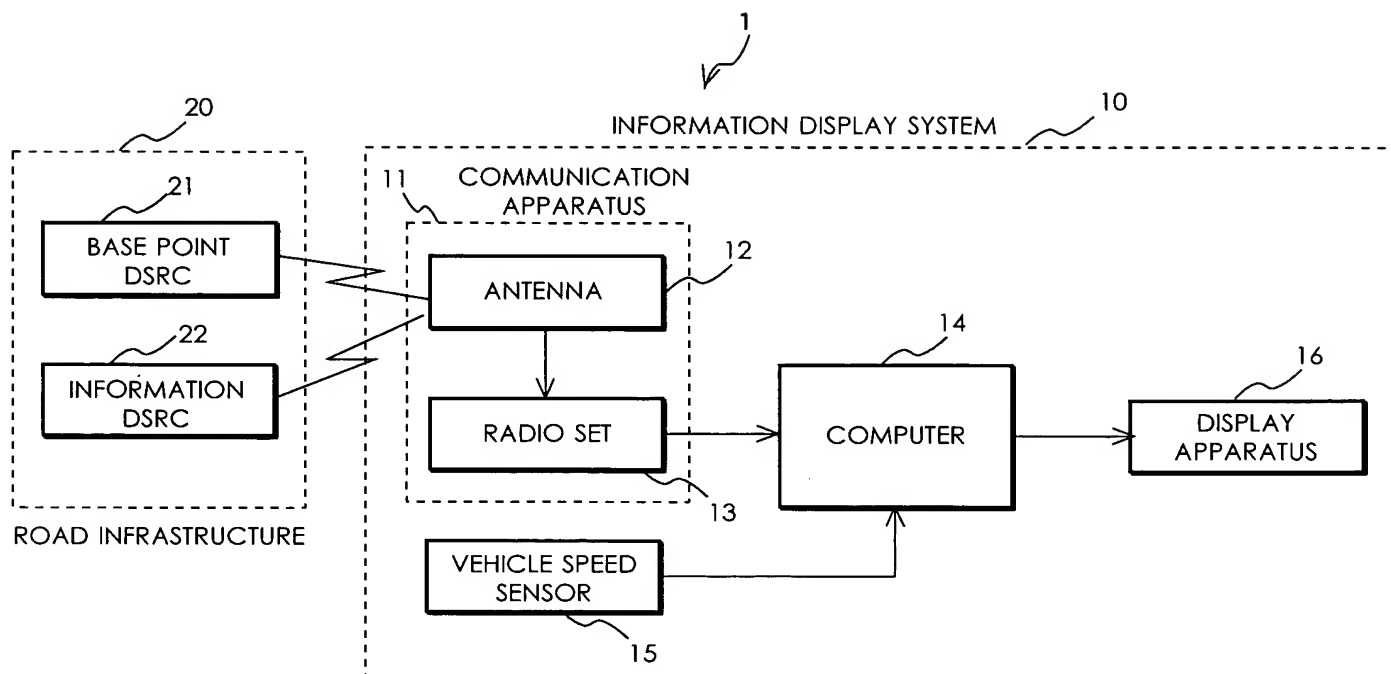 1
20
INFORMATION DISPLAY SYSTEM
10
21
BASE POINT
DSRC
22
INFORMATION
DSRC
ROAD INFRASTRUCTURE
11
COMMUNICATION
APPARATUS
12
ANTENNA
RADIO SET
13
14
COMPUTER
16
DISPLAY
APPARATUS
VEHICLE SPEED
SENSOR
15